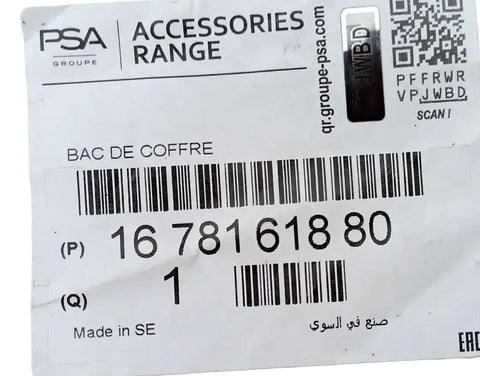 PSA
GROUPE
ACCESSORIES
RANGE
qr.groupe-psa.com
PSA
JWBD
PFFRWR
VPJWBD
SCAN!
BAC DE COFFRE
(P) 16 781 618 80
(Q) 1
Made in SE
صنع في السوي
EAC